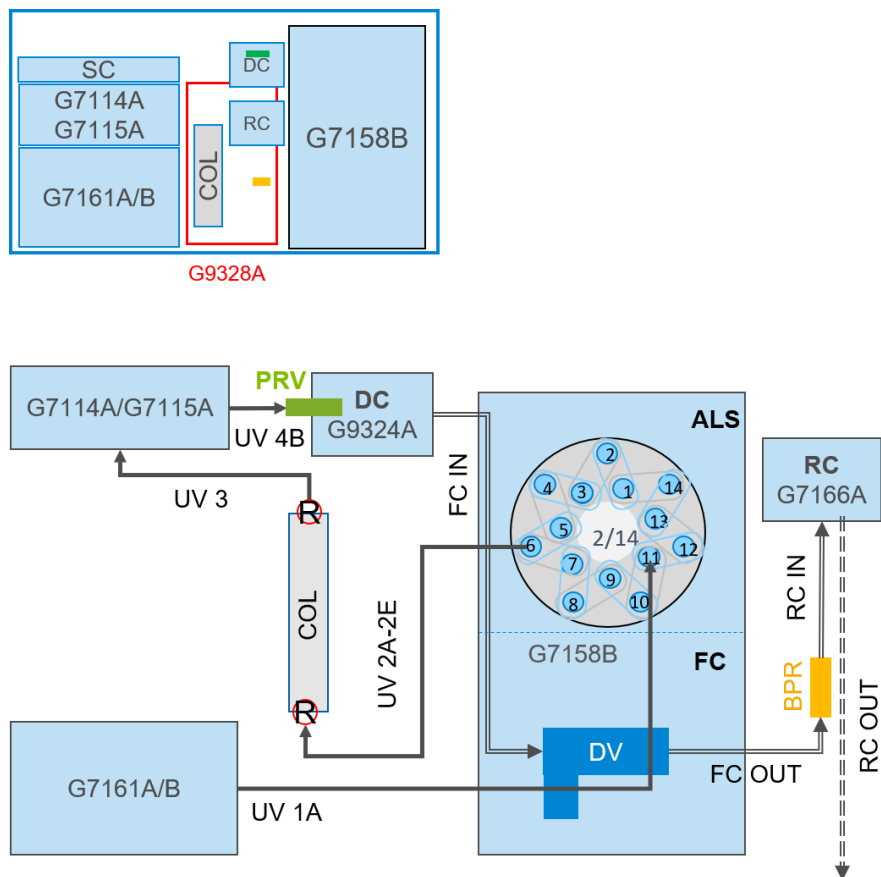 SC
DC
G7114A
G7115A
RC
G7158B
COL
G7161A/B
G9328A
PRV
DC
G7114A/G7115A
G9324A
ALS
UV 4B
RC
G7166A
UV 3
FC IN
2
4
3
1
14
R
5
13
2/14
6
11
12
7
9
8
10
COL
UV 2A-2E
RC IN
G7158B
FC
BPR
RC OUT
R
DV
G7161A/B
FC OUT
UV 1A